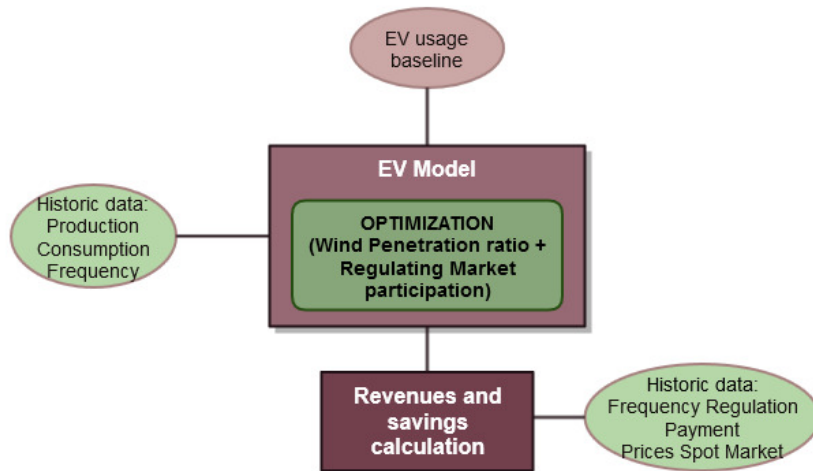 EV usage
baseline
EV Model
Historic data:
Production
Consumption
Frequency
OPTIMIZATION
(Wind Penetration ratio +
Regulating Market
participation)
Revenues and
savings
calculation
Historic data:
Frequency Regulation
Payment
Prices Spot Market